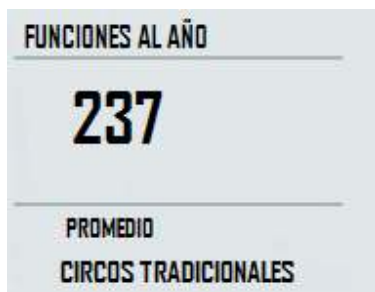 FUNCIONES AL AÑO
237
PROMEDIO
CIRCOS TRADICIONALES